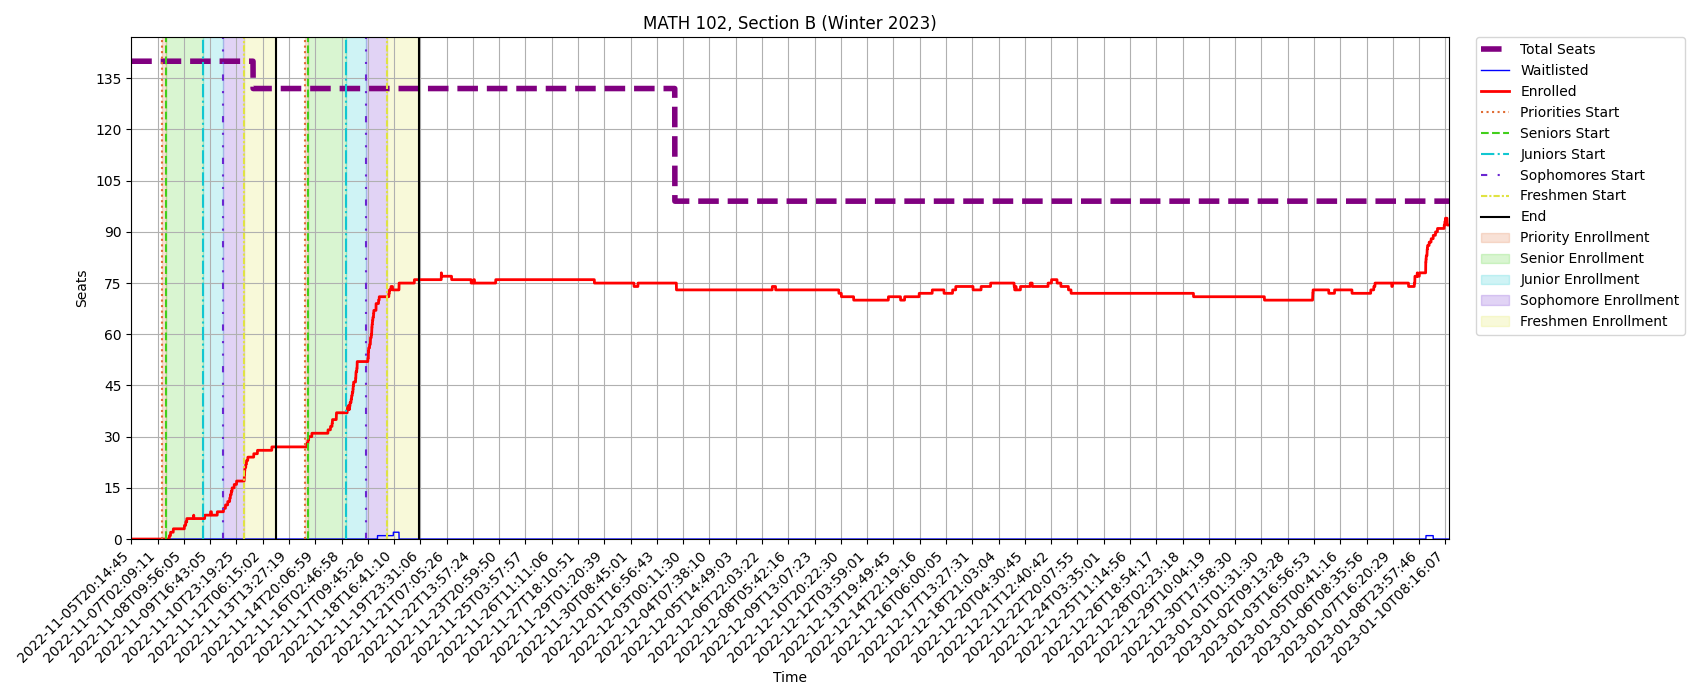 MATH 102, Section B (Winter 2023)
Seats
135
120
105
90
75
60
45
30
15
0
2022-11-05T20:14:45
2022-11-07T02:09:11
2022-11-08T09:56:05
2022-11-09T16:43:05
2022-11-10T23:19:25
2022-11-12T06:15:02
2022-11-13T13:27:19
2022-11-14T20:06:59
2022-11-16T02:46:58
2022-11-17T09:45:26
2022-11-18T16:41:10
2022-11-19T23:31:06
2022-11-21T07:05:26
2022-11-22T13:57:24
2022-11-23T20:59:50
2022-11-25T03:57:57
2022-11-26T11:11:06
2022-11-27T18:10:51
2022-11-29T01:20:39
2022-11-30T08:45:01
2022-12-01T16:56:43
2022-12-03T00:11:30
2022-12-04T07:38:10
2022-12-05T14:49:03
2022-12-06T22:03:22
2022-12-08T05:42:16
2022-12-09T13:07:23
2022-12-10T20:22:30
2022-12-12T03:59:01
2022-12-13T19:49:45
2022-12-14T22:19:16
2022-12-16T06:00:05
2022-12-17T13:27:31
2022-12-18T21:03:04
2022-12-20T04:30:45
2022-12-21T12:40:42
2022-12-22T20:07:55
2022-12-24T03:35:01
2022-12-25T11:14:56
2022-12-26T18:54:17
2022-12-28T02:23:18
2022-12-29T10:04:19
2022-12-30T17:58:30
2023-01-01T01:31:30
2023-01-02T09:13:28
2023-01-03T16:56:53
2023-01-05T00:41:16
2023-01-06T08:35:56
2023-01-07T16:20:29
2023-01-08T23:57:46
2023-01-10T08:16:07
Time
Total Seats
Waitlisted
Enrolled
Priorities Start
Seniors Start
Juniors Start
Sophomores Start
Freshmen Start
End
Priority Enrollment
Senior Enrollment
Junior Enrollment
Sophomore Enrollment
Freshmen Enrollment